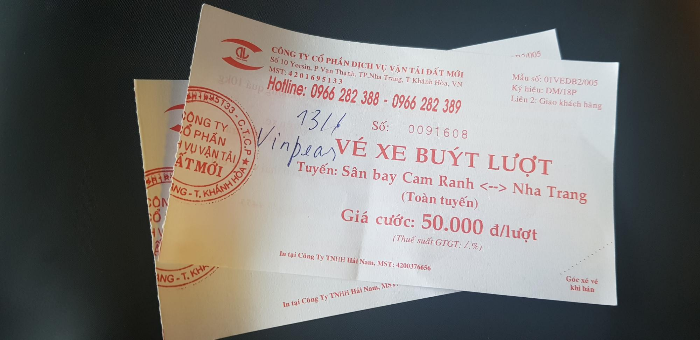 CÔNG TY CỔ PHẦN DỊCH VỤ VẬN TẢI ĐẤT MỚI
Số 10 Yersin, P. Vạn Thạnh, TP.Nha Trang, T. Khánh Hòa, VN
MST: 4201695133
Hotline: 0966 282 388 - 0966 282 389
Mẫu số: 01VEDB2/005
Ký hiệu: DM/18P
Liên 2: Giao khách hàng
Số: 0091608
VÉ XE BUÝT LƯỢT
Tuyến: Sân bay Cam Ranh <--> Nha Trang
(Toàn tuyến)
Giá cước: 50.000 đ/lượt
(Thuế suất GTGT: /.%)
In tại Công Ty TNHH Hải Nam, MST: 4200376656
Góc xé vé
khi bán
CÔNG TY
CỔ PHẦN
VỤ VẬN TẢI
ĐẤT MỚI
In tại Công Ty TNHH Hải Nam,
/005